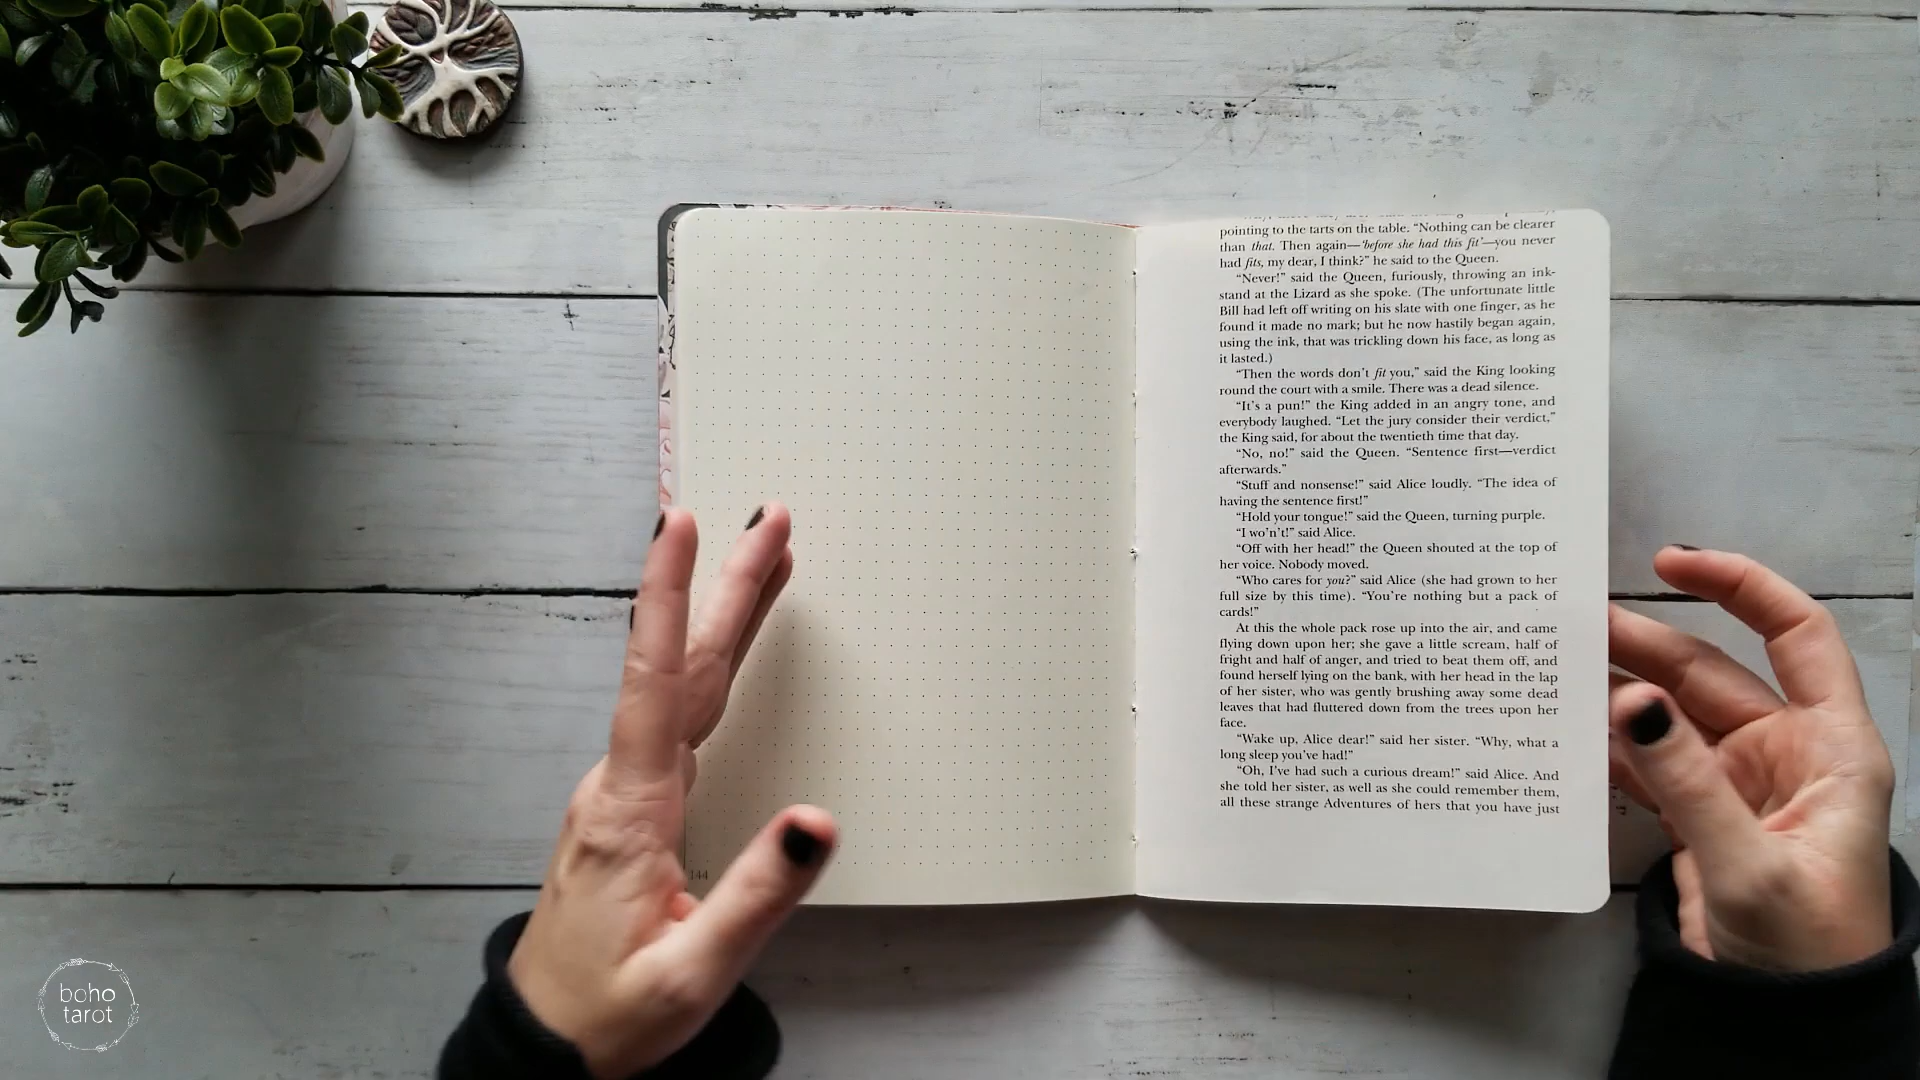 pointing to the tarts on the table. “Nothing can be clearer
than that. Then again—‘before she had this fit’—you never
had fits, my dear, I think?” he said to the Queen.
“Never!” said the Queen, furiously, throwing an ink-
stand at the Lizard as she spoke. (The unfortunate little
Bill had left off writing on his slate with one finger, as he
found it made no mark; but he now hastily began again,
using the ink, that was trickling down his face, as long as
it lasted.)
“Then the words don’t fit you,” said the King looking
round the court with a smile. There was a dead silence.
“It’s a pun!” the King added in an angry tone, and
everybody laughed. “Let the jury consider their verdict,”
the King said, for about the twentieth time that day.
“No, no!” said the Queen. “Sentence first—verdict
afterwards.”
“Stuff and nonsense!” said Alice loudly. “The idea of
having the sentence first!”
“Hold your tongue!” said the Queen, turning purple.
“I wo’n’t!” said Alice.
“Off with her head!” the Queen shouted at the top of
her voice. Nobody moved.
“Who cares for you?” said Alice (she had grown to her
full size by this time). “You’re nothing but a pack of
cards!”
At this the whole pack rose up into the air, and came
flying down upon her; she gave a little scream, half of
fright and half of anger, and tried to beat them off, and
found herself lying on the bank, with her head in the lap
of her sister, who was gently brushing away some dead
leaves that had fluttered down from the trees upon her
face.
“Wake up, Alice dear!” said her sister. “Why, what a
long sleep you’ve had!”
“Oh, I’ve had such a curious dream!” said Alice. And
she told her sister, as well as she could remember them,
all these strange Adventures of hers that you have just
144
boho
tarot